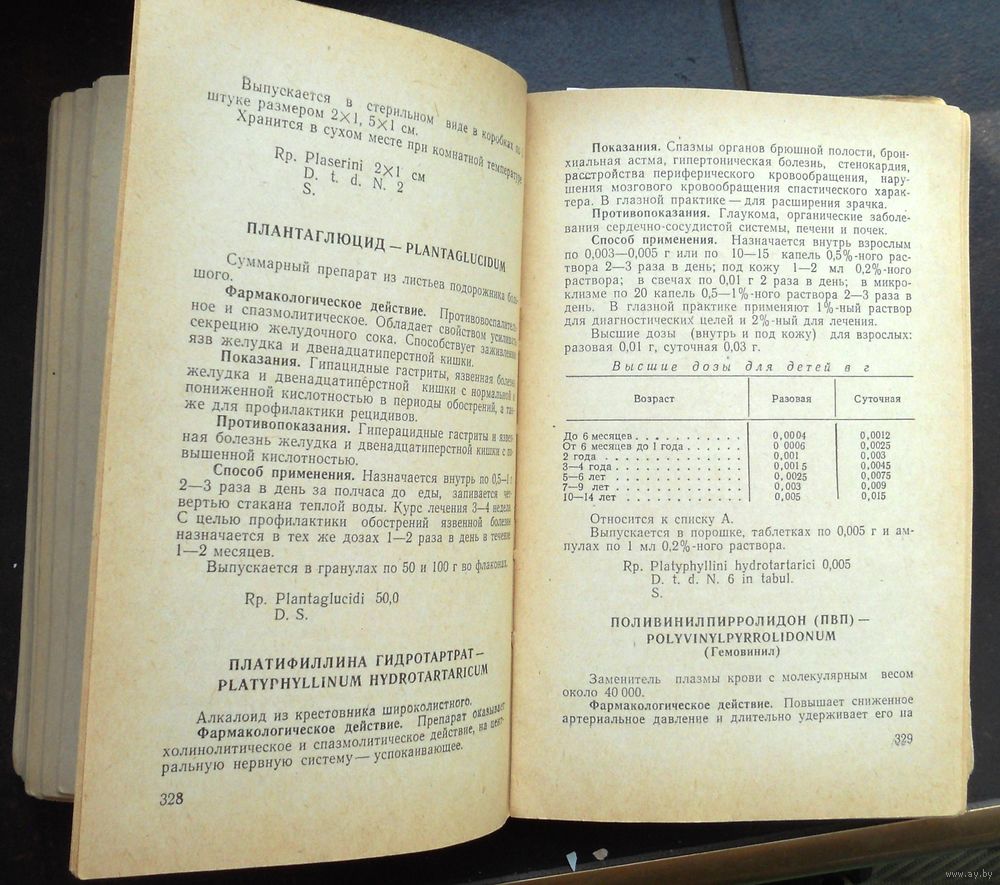 Выпускается в стерильном виде в коробках по
штуке размером 2×1, 5×1 см.
Хранится в сухом месте при комнатной температуре
Rp. Plaserini 2×1 см
D. t. d. N. 2
S.
ПЛАНТАГЛЮЦИД — PLANTAGLUCIDUM
Суммарный препарат из листьев подорожника боль-
шого.
Фармакологическое действие. Противовоспалитель-
ное и спазмолитическое. Обладает свойством усиливать
секрецию желудочного сока. Способствует заживлению
язв желудка и двенадцатиперстной кишки.
Показания. Гипацидные гастриты, язвенная болезнь
желудка и двенадцатипёрстной кишки с нормальной и
пониженной кислотностью в периоды обострений, а так-
же для профилактики рецидивов.
Противопоказания. Гиперацидные гастриты и язвен-
ная болезнь желудка и двенадцатиперстной кишки с по-
вышенной кислотностью.
Способ применения. Назначается внутрь по 0,5—1 г
2—3 раза в день за полчаса до еды, запивается чет-
вертью стакана теплой воды. Курс лечения 3—4 недели.
С целью профилактики обострений язвенной болезни
назначается в тех же дозах 1—2 раза в день в течение
1—2 месяцев.
Выпускается в гранулах по 50 и 100 г во флаконах.
Rp. Plantaglucidi 50,0
D. S.
ПЛАТИФИЛЛИНА ГИДРОТАРТРАТ —
PLATYPHYLLINUM HYDROTARTARICUM
Алкалоид из крестовника широколистного.
Фармакологическое действие. Препарат оказывает
холинолитическое и спазмолитическое действие, на цент-
ральную нервную систему — успокаивающее.
328
Показания. Спазмы органов брюшной полости, брон-
хиальная астма, гипертоническая болезнь, стенокардия,
расстройства периферического кровообращения, нару-
шения мозгового кровообращения спастического харак-
тера. В глазной практике — для расширения зрачка.
Противопоказания. Глаукома, органические заболе-
вания сердечно-сосудистой системы, печени и почек.
Способ применения. Назначается внутрь взрослым
по 0,003—0,005 г или по 10—15 капель 0,5%-ного рас-
твора 2—3 раза в день; под кожу 1—2 мл 0,2%-ного
раствора; в свечах по 0,01 г 2 раза в день; в микро-
клизме по 20 капель 0,5—1%-ного раствора 2—3 раза в
день. В глазной практике применяют 1%-ный раствор
для диагностических целей и 2%-ный для лечения.
Высшие дозы (внутрь и под кожу) для взрослых:
разовая 0,01 г, суточная 0,03 г.
Высшие дозы для детей в г
Возраст Разовая Суточная
До 6 месяцев . . . . . . . . . . . 0,0004 0,0012
От 6 месяцев до 1 года . . . . . . 0 0006 0,0025
2 года . . . . . . . . . . . . . . 0,001 0,003
3—4 года . . . . . . . . . . . . . 0,0015 0,0045
5—6 лет . . . . . . . . . . . . . 0,0025 0,0075
7—9 лет . . . . . . . . . . . . . 0,003 0,009
10—14 лет . . . . . . . . . . . . 0,005 0,015
Относится к списку А.
Выпускается в порошке, таблетках по 0,005 г и ам-
пулах по 1 мл 0,2%-ного раствора.
Rp. Platyphyllini hydrotartarici 0,005
D. t. d. N. 6 in tabul.
S.
ПОЛИВИНИЛПИРРОЛИДОН (ПВП) —
POLYVINYLPYRROLIDONUM
(Гемовинил)
Заменитель плазмы крови с молекулярным весом
около 40 000.
Фармакологическое действие. Повышает сниженное
артериальное давление и длительно удерживает его на
329
www.ay.by